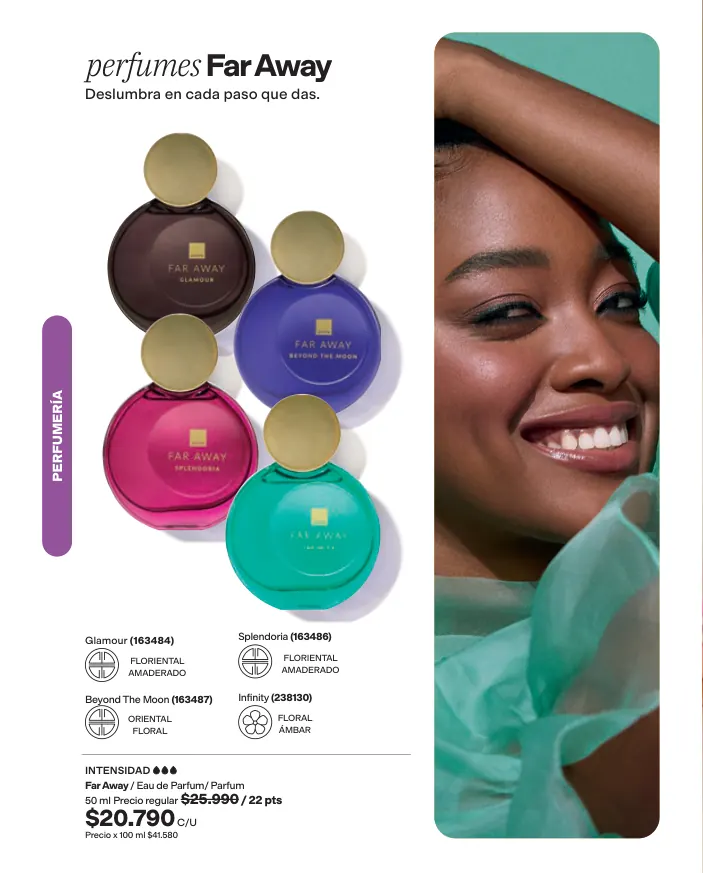 perfumes Far Away
Deslumbra en cada paso que das.
FAR AWAY
GLAMOUR
FAR AWAY
BEYOND THE MOON
FAR AWAY
SPLENDORIA
FAR AWAY
PERFUMERÍA
Glamour (163484)
FLORIENTAL
AMADERADO
Splendoria (163486)
FLORIENTAL
AMADERADO
Beyond The Moon (163487)
ORIENTAL
FLORAL
Infinity (238130)
FLORAL
ÁMBAR
INTENSIDAD
Far Away / Eau de Parfum/ Parfum
50 ml Precio regular $25.990 / 22 pts
$20.790 C/U
Precio x 100 ml $41.580